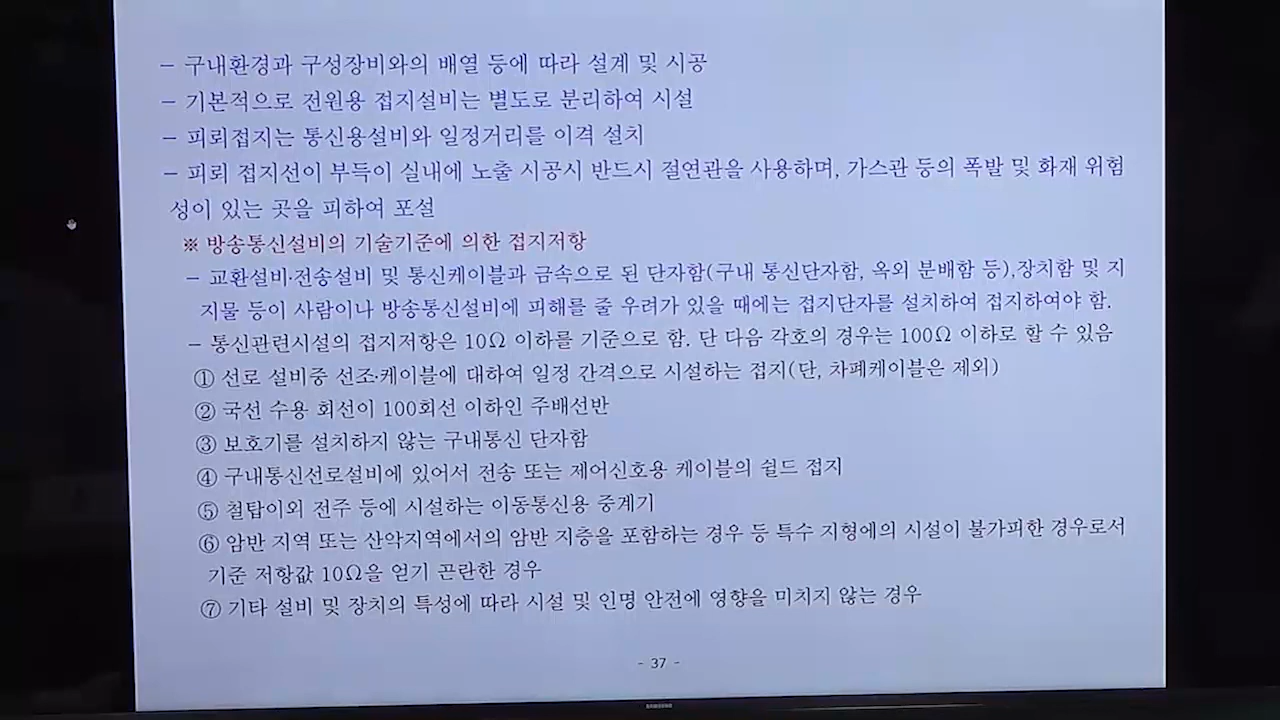 - 구내환경과 구성장비와의 배열 등에 따라 설계 및 시공
- 기본적으로 전원용 접지설비는 별도로 분리하여 시설
- 피뢰접지는 통신용설비와 일정거리를 이격 설치
- 피뢰 접지선이 부득이 실내에 노출 시공시 반드시 절연관을 사용하며, 가스관 등의 폭발 및 화재 위험
성이 있는 곳을 피하여 포설
※ 방송통신설비의 기술기준에 의한 접지저항
- 교환설비·전송설비 및 통신케이블과 금속으로 된 단자함(구내 통신단자함, 옥외 분배함 등),장치함 및 지
지물 등이 사람이나 방송통신설비에 피해를 줄 우려가 있을 때에는 접지단자를 설치하여 접지하여야 함.
- 통신관련시설의 접지저항은 10Ω 이하를 기준으로 함. 단 다음 각호의 경우는 100Ω 이하로 할 수 있음
① 선로 설비중 선조·케이블에 대하여 일정 간격으로 시설하는 접지(단, 차폐케이블은 제외)
② 국선 수용 회선이 100회선 이하인 주배선반
③ 보호기를 설치하지 않는 구내통신 단자함
④ 구내통신선로설비에 있어서 전송 또는 제어신호용 케이블의 쉴드 접지
⑤ 철탑이외 전주 등에 시설하는 이동통신용 중계기
⑥ 암반 지역 또는 산악지역에서의 암반 지층을 포함하는 경우 등 특수 지형에의 시설이 불가피한 경우로서
기준 저항값 10Ω을 얻기 곤란한 경우
⑦ 기타 설비 및 장치의 특성에 따라 시설 및 인명 안전에 영향을 미치지 않는 경우
- 37 -
SAMSUNG